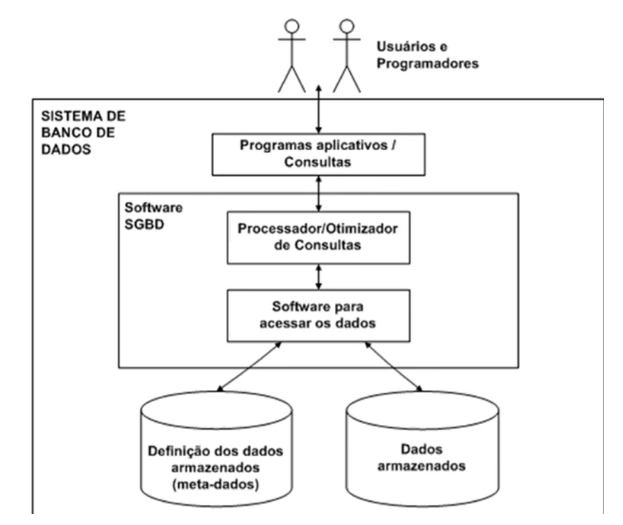 Usuários e
Programadores
SISTEMA DE
BANCO DE
DADOS
Programas aplicativos /
Consultas
Software
SGBD
Processador/Otimizador
de Consultas
Software para
acessar os dados
Definição dos dados
armazenados
(meta-dados)
Dados
armazenados